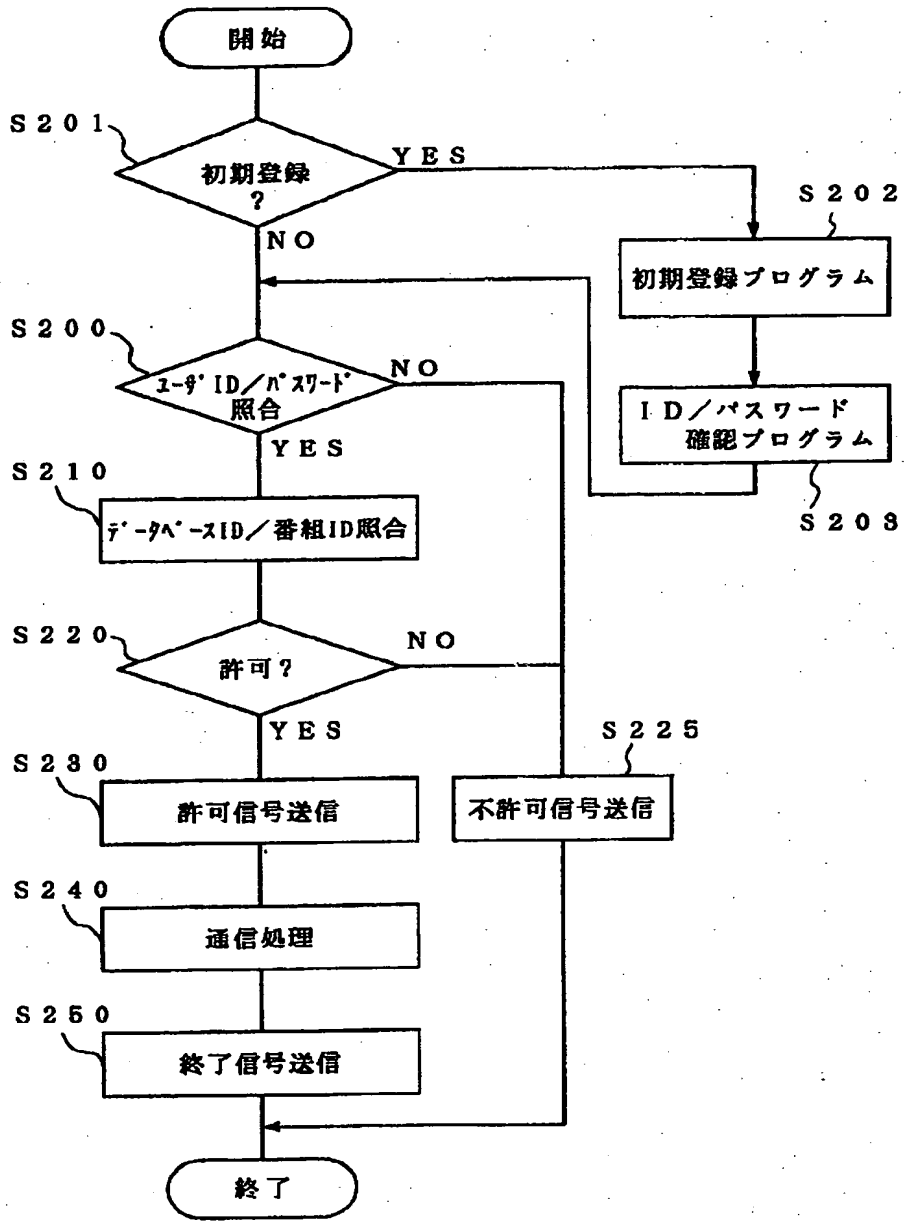 開始
S201
初期登録
?
YES
NO
S202
初期登録プログラム
S200
ユーザID/パスワード
照合
NO
YES
ID/パスワード
確認プログラム
S203
S210
データベースID/番組ID照合
S220
許可?
NO
YES
S225
不許可信号送信
S230
許可信号送信
S240
通信処理
S250
終了信号送信
終了